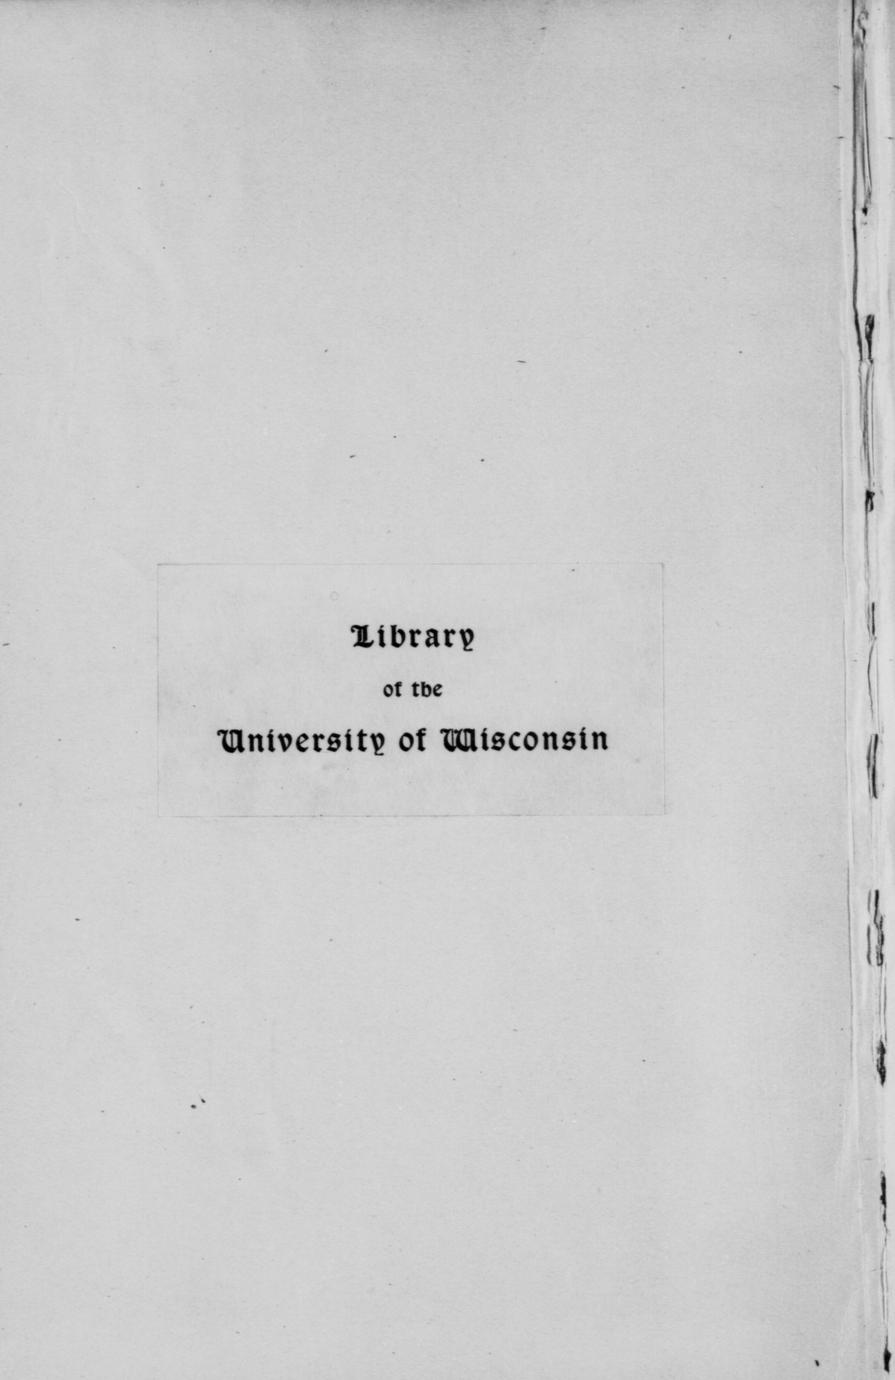 Library
of the
University of Wisconsin